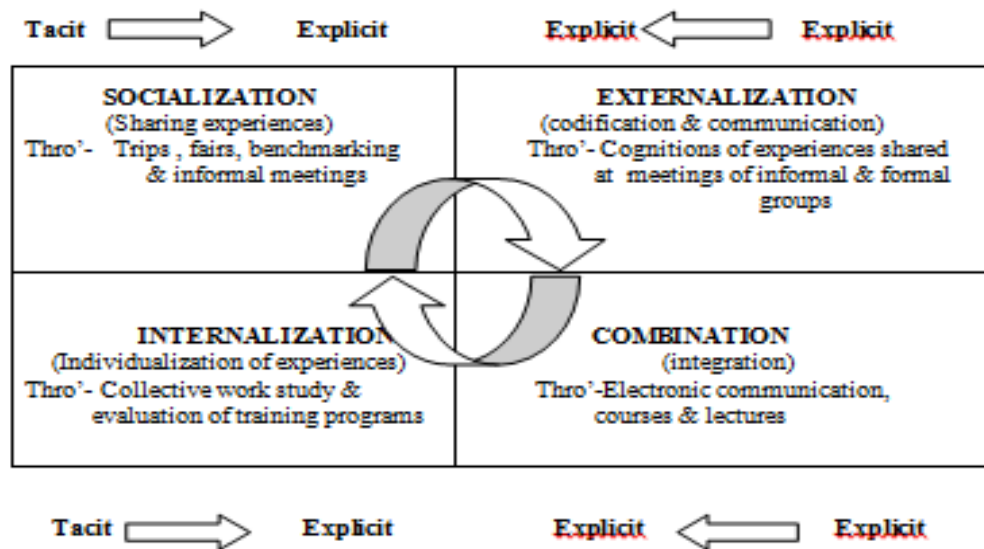 Tacit Explicit Explicit Explicit
SOCIALIZATION
(Sharing experiences)
Thro’- Trips , fairs, benchmarking
& informal meetings
EXTERNALIZATION
(codification & communication)
Thro’- Cognitions of experiences shared
at meetings of informal & formal
groups
INTERNALIZATION
(Individualization of experiences)
Thro’- Collective work study &
evaluation of training programs
COMBINATION
(integration)
Thro’-Electronic communication,
courses & lectures
Tacit Explicit Explicit Explicit